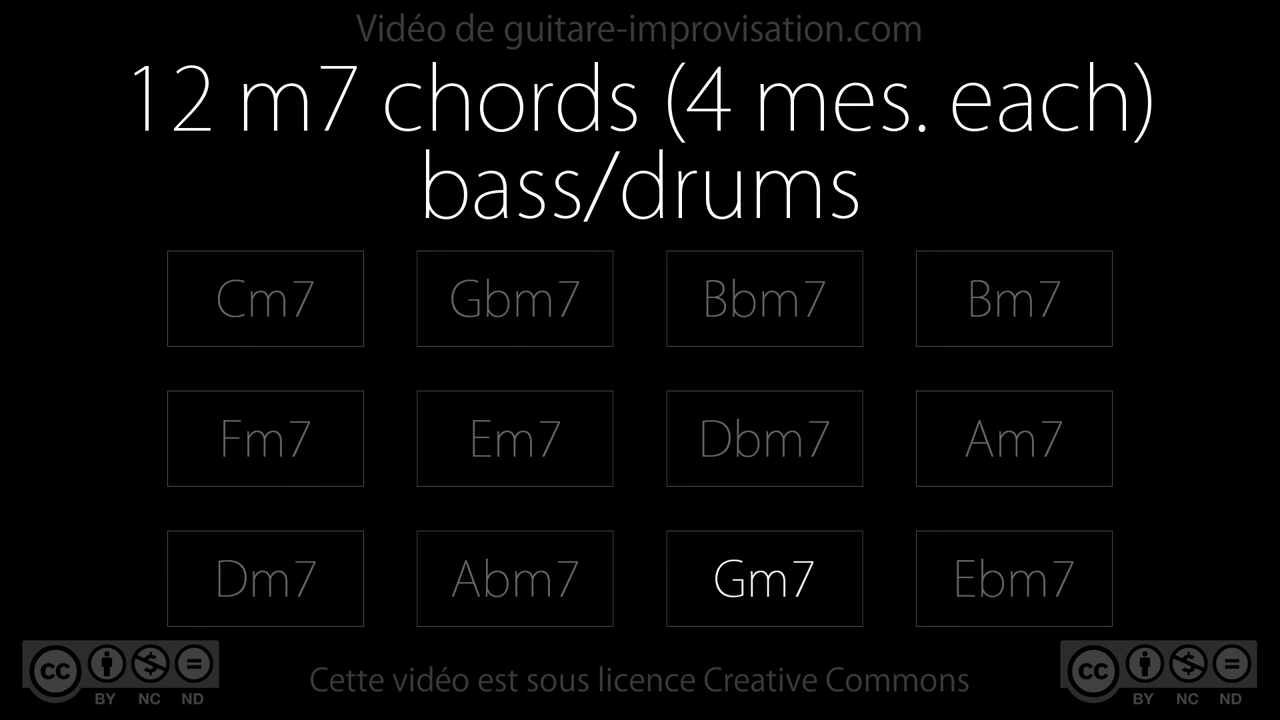 Vidéo de guitare-improvisation.com
12 m7 chords (4 mes. each)
bass/drums
Cm7 Gbm7 Bbm7 Bm7
Fm7 Em7 Dbm7 Am7
Dm7 Abm7 Gm7 Ebm7
cc BY NC ND
Cette vidéo est sous licence Creative Commons
cc BY NC ND